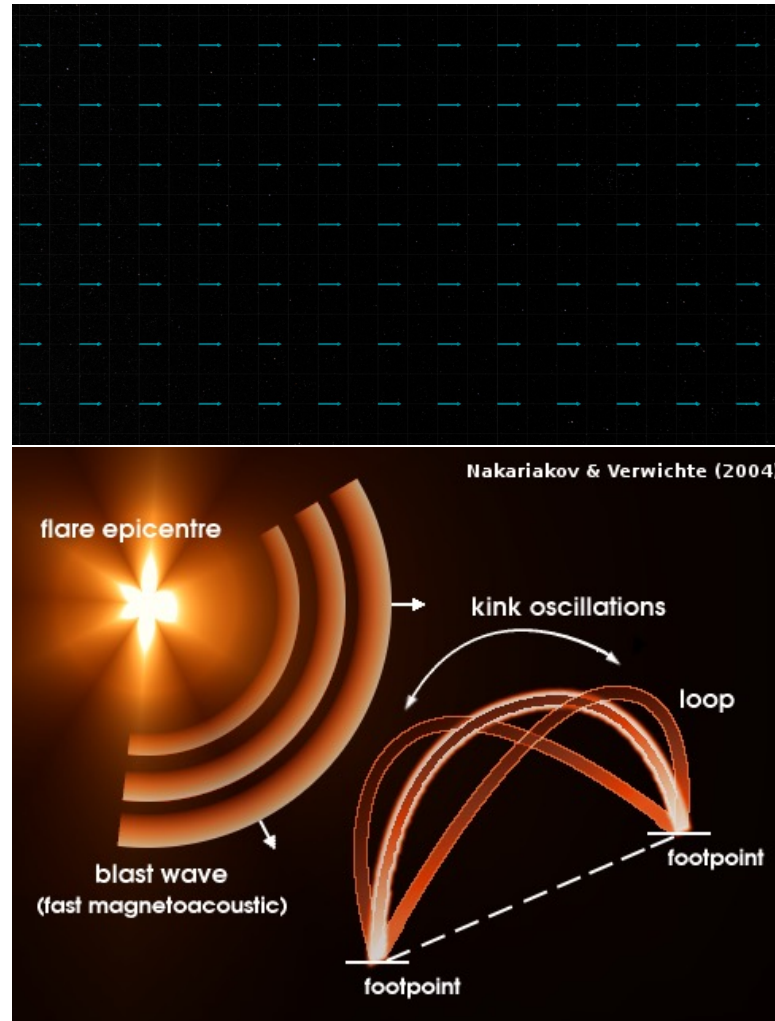 Nakariakov & Verwichte (2004)
flare epicentre
kink oscillations
loop
footpoint
blast wave
(fast magnetoacoustic)
footpoint